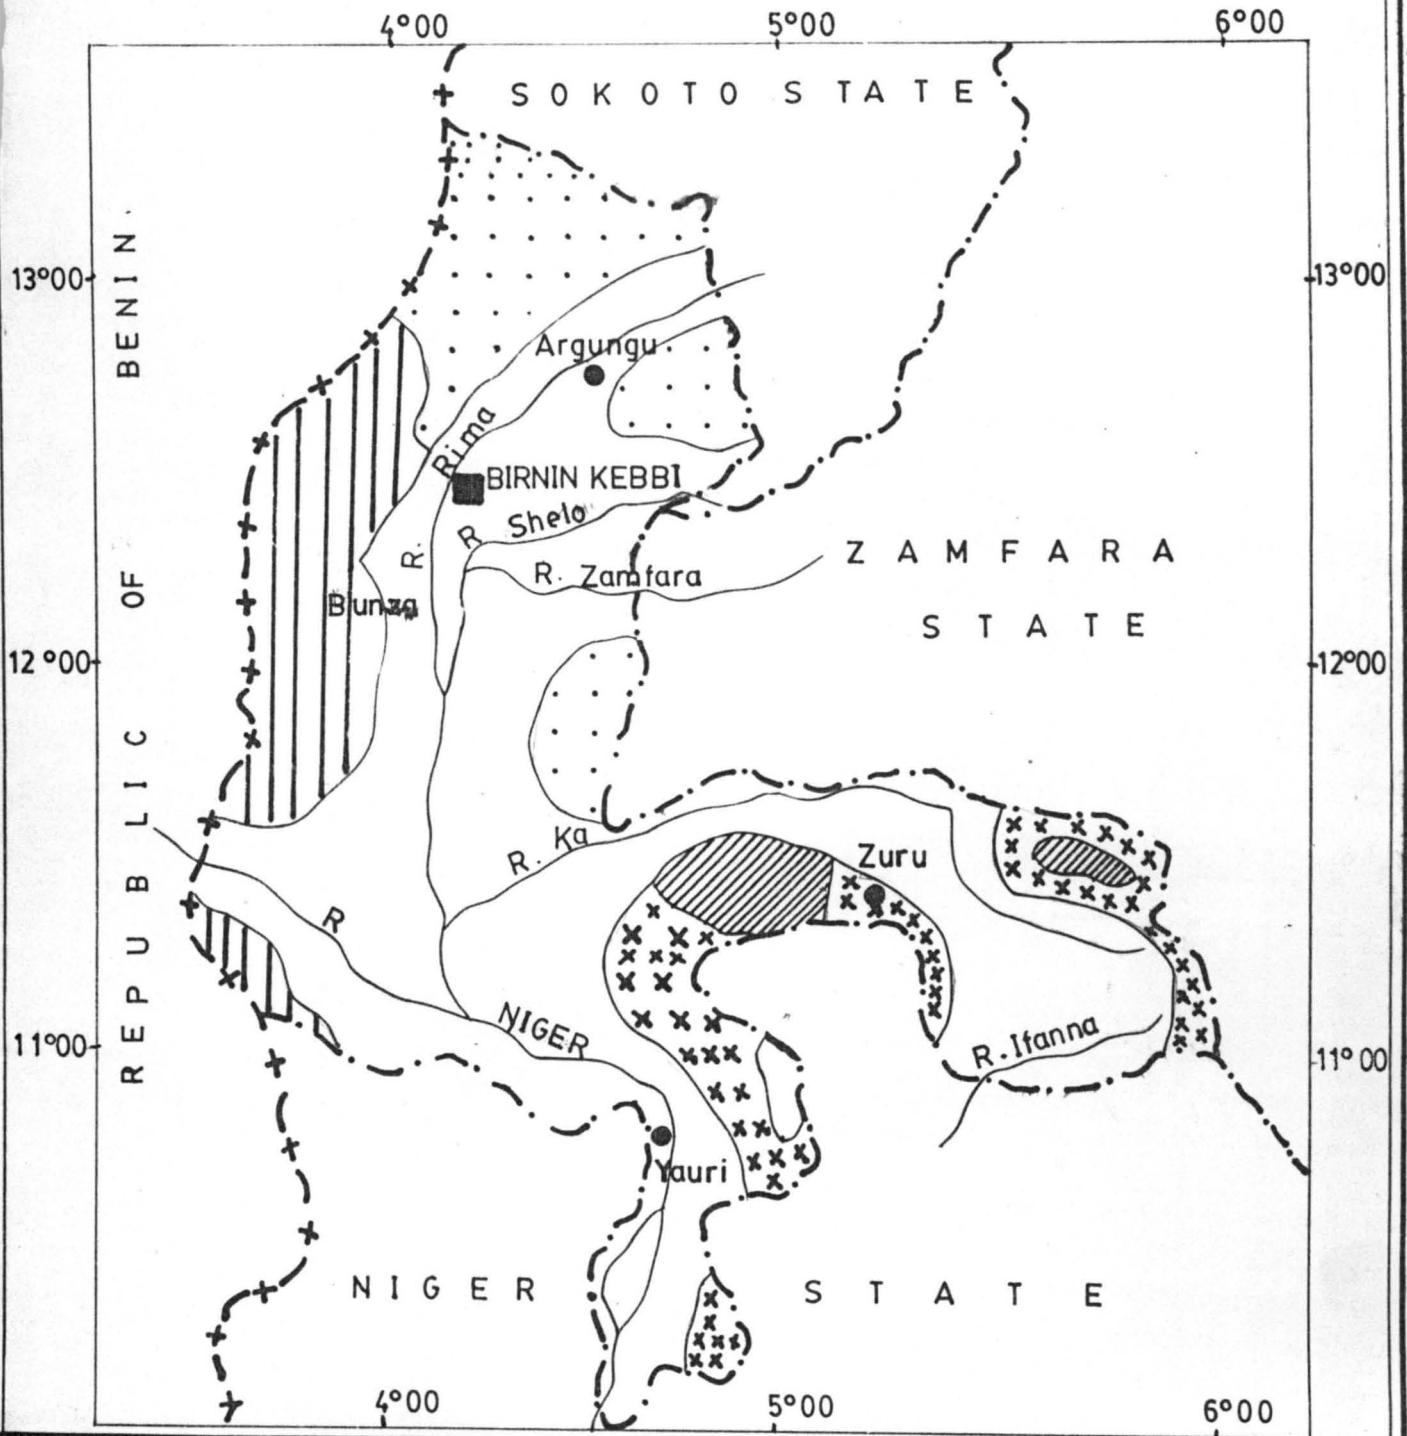 4°00
5°00
6°00
SOKOTO STATE
REPUBLIC OF BENIN
13°00
13°00
Argungu
R. Rima
BIRNIN KEBBI
R Shelo
ZAMFARA
STATE
R. Zamfara
Bunza
12°00
12°00
R. Ka
Zuru
R NIGER
11°00
11°00
R. Ifanna
Yauri
NIGER STATE
4°00
5°00
6°00